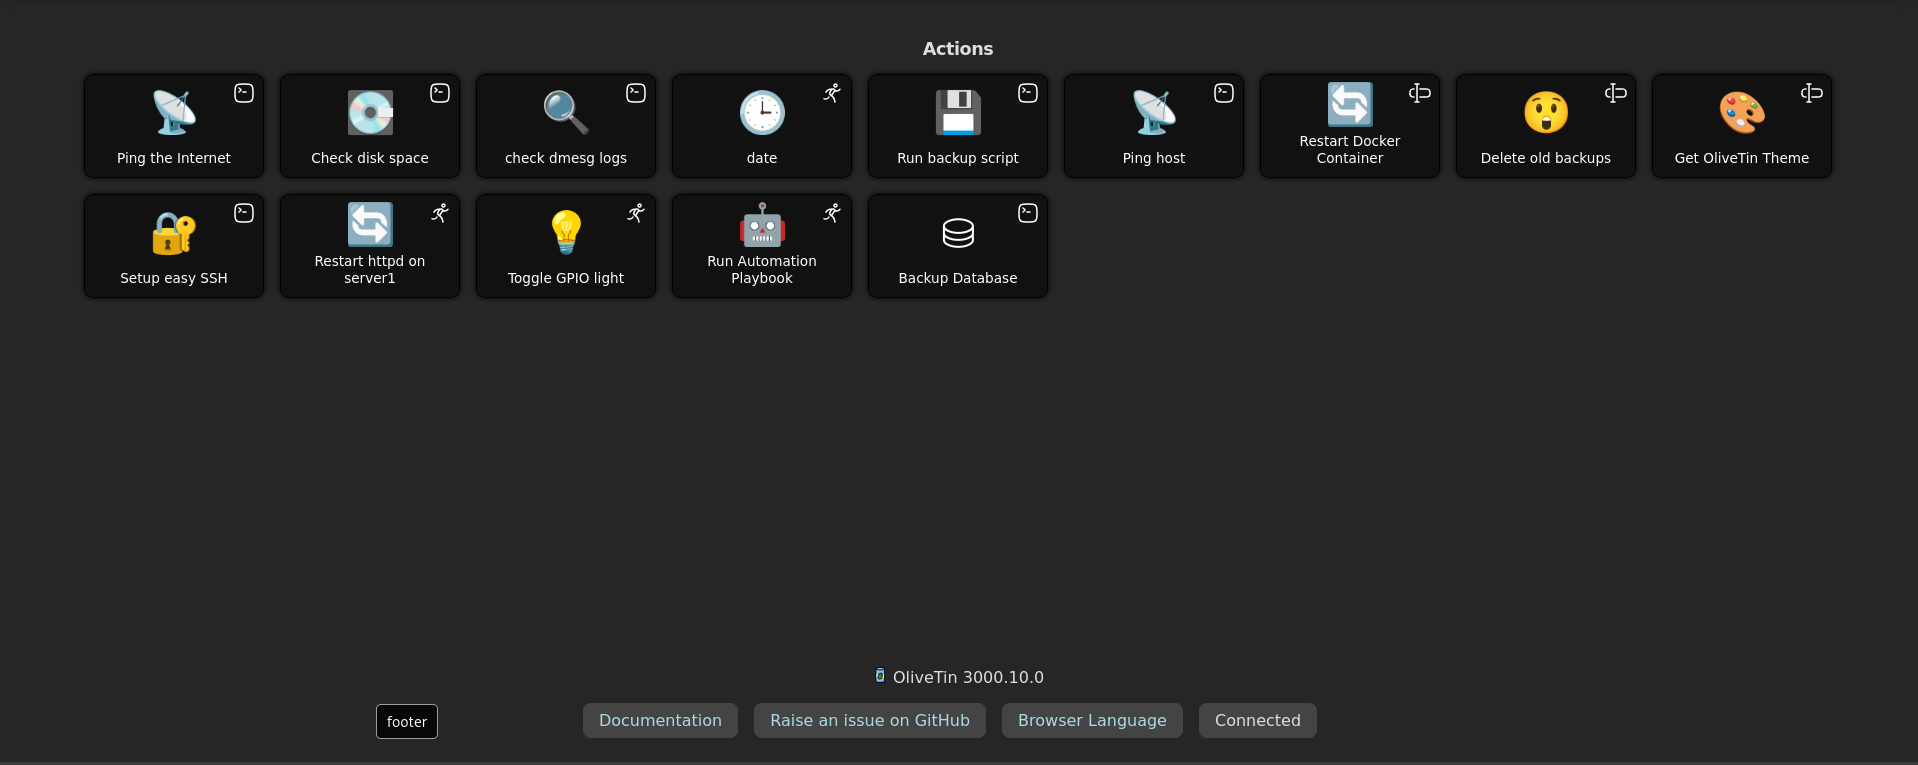 Actions
Ping the Internet
Check disk space
check dmesg logs
date
Run backup script
Ping host
Restart Docker
Container
Delete old backups
Get OliveTin Theme
Setup easy SSH
Restart httpd on
server1
Toggle GPIO light
Run Automation
Playbook
Backup Database
OliveTin 3000.10.0
footer
Documentation
Raise an issue on GitHub
Browser Language
Connected